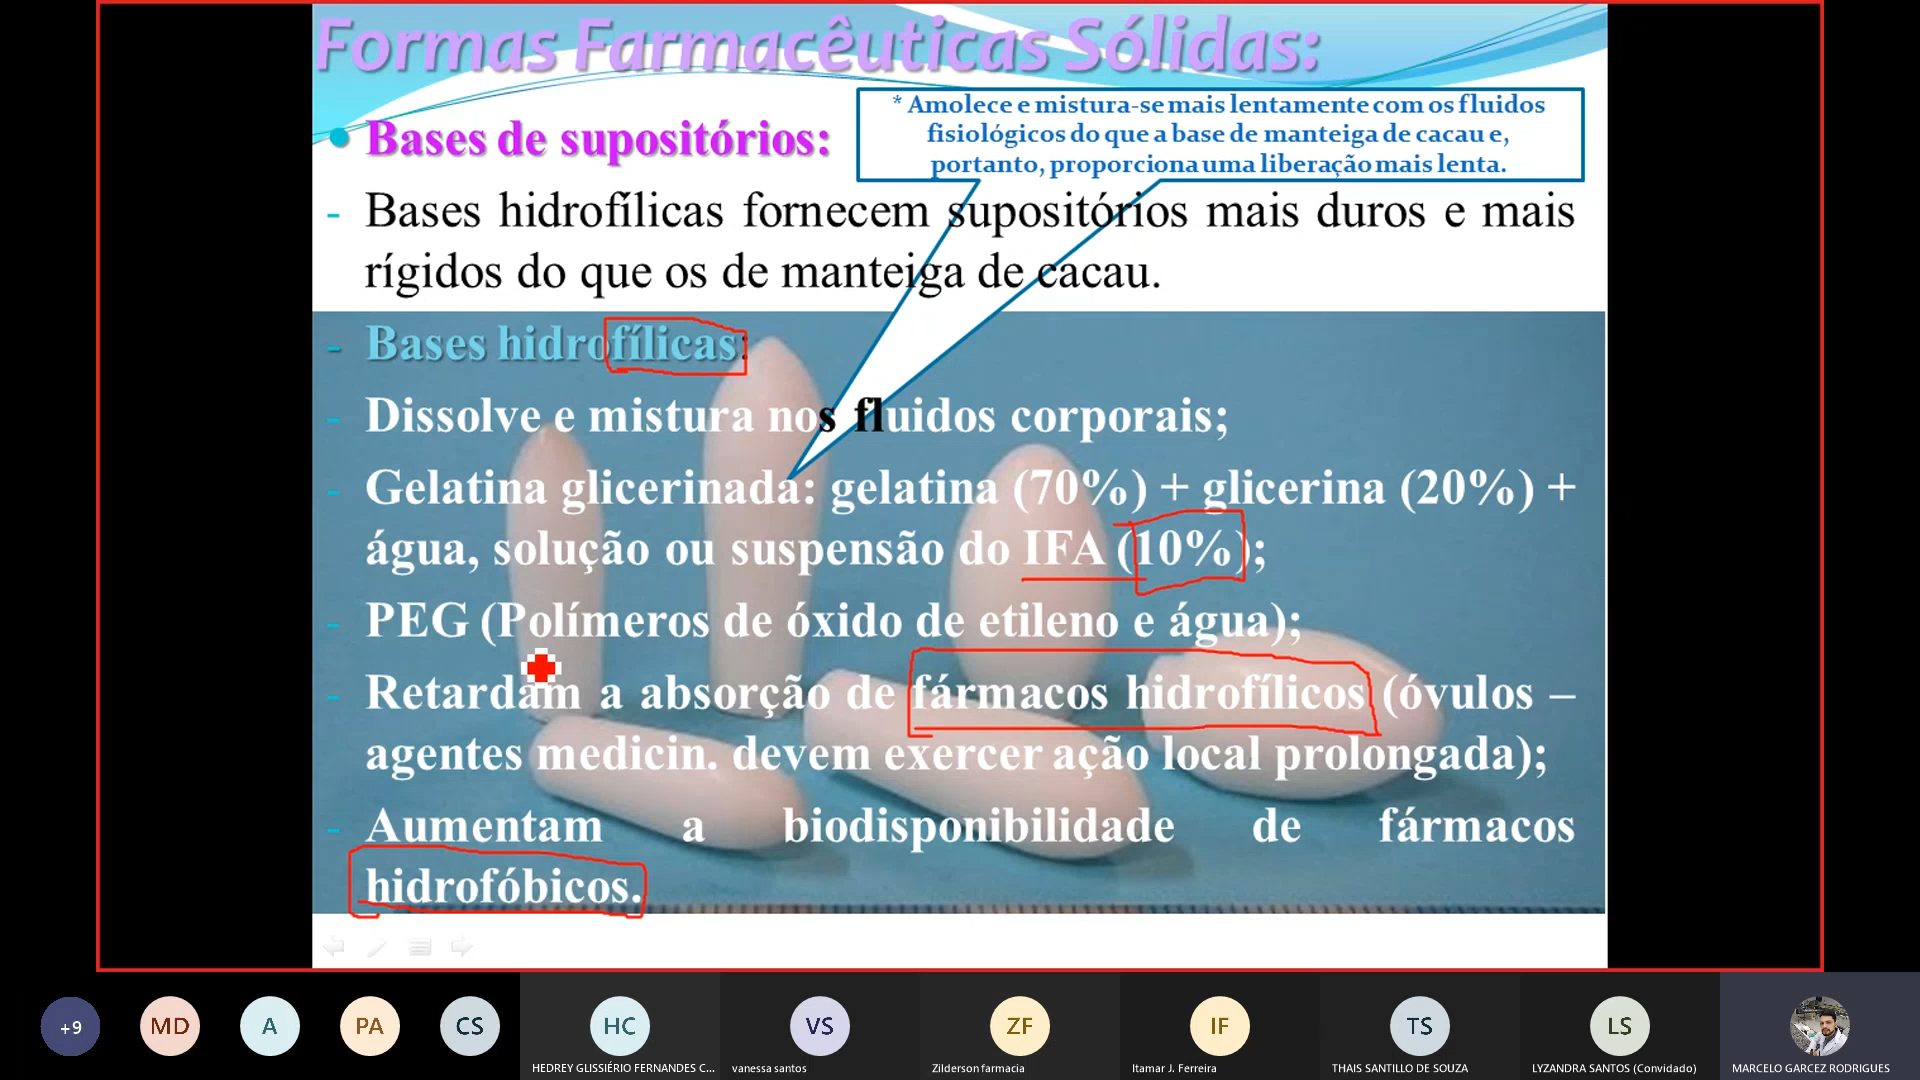 Formas Farmacêuticas Sólidas:
* Amolece e mistura-se mais lentamente com os fluidos
fisiológicos do que a base de manteiga de cacau e,
portanto, proporciona uma liberação mais lenta.
• Bases de supositórios:
- Bases hidrofílicas fornecem supositórios mais duros e mais
rígidos do que os de manteiga de cacau.
- Bases hidrofílicas:
- Dissolve e mistura nos fluidos corporais;
- Gelatina glicerinada: gelatina (70%) + glicerina (20%) +
água, solução ou suspensão do IFA (10%);
- PEG (Polímeros de óxido de etileno e água);
- Retardam a absorção de fármacos hidrofílicos (óvulos –
agentes medicin. devem exercer ação local prolongada);
- Aumentam a biodisponibilidade de fármacos
hidrofóbicos.
+9 MD A PA CS HC VS ZF IF TS LS
HEDREY GLISSIÉRIO FERNANDES C... vanessa santos Zilderson farmacia Itamar J. Ferreira THAIS SANTILLO DE SOUZA LYZANDRA SANTOS (Convidado) MARCELO GARCEZ RODRIGUES